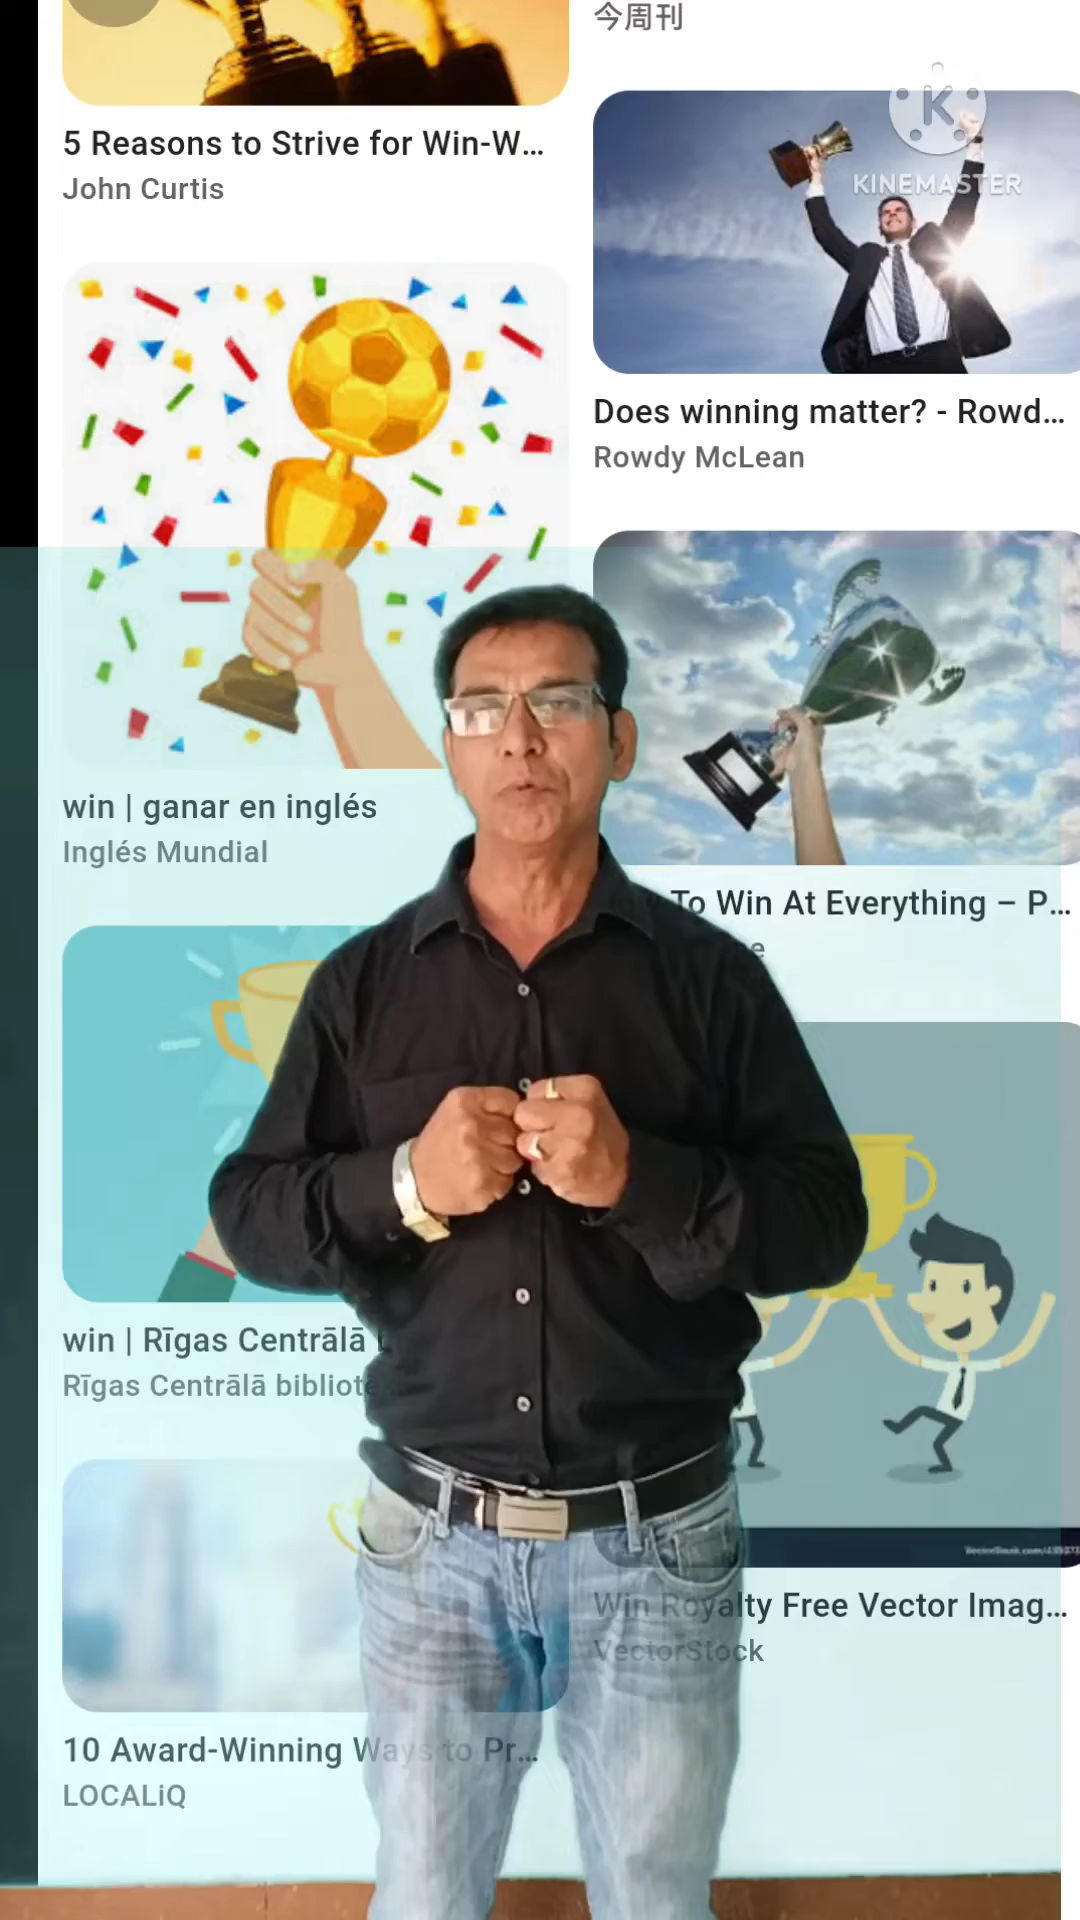 5 Reasons to Strive for Win-W...
John Curtis
win | ganar en inglés
Inglés Mundial
win | Rīgas Centrālā
Rīgas Centrālā
10 Award-Winning Ways to Pr...
LOCALiQ
今周刊
KINEMASTER
Does winning matter? - Rowd...
Rowdy McLean
To Win At Everything – P...
Win Royalty Free Vector Imag...
VectorStock